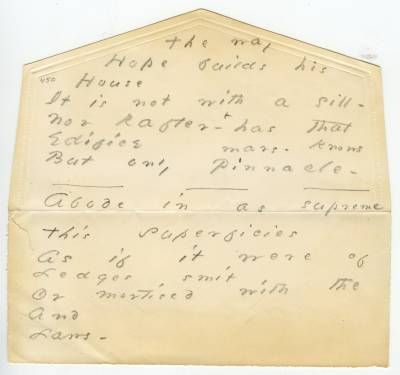 The way
Hope builds his
450
House
It is not with a sill -
Nor Rafter - + has that
Edifice mars - knows
But only Pinnacle -
Abode in as supreme
This superficies
As if it were of
Ledges smit
Or mortised with the
And
Laws -